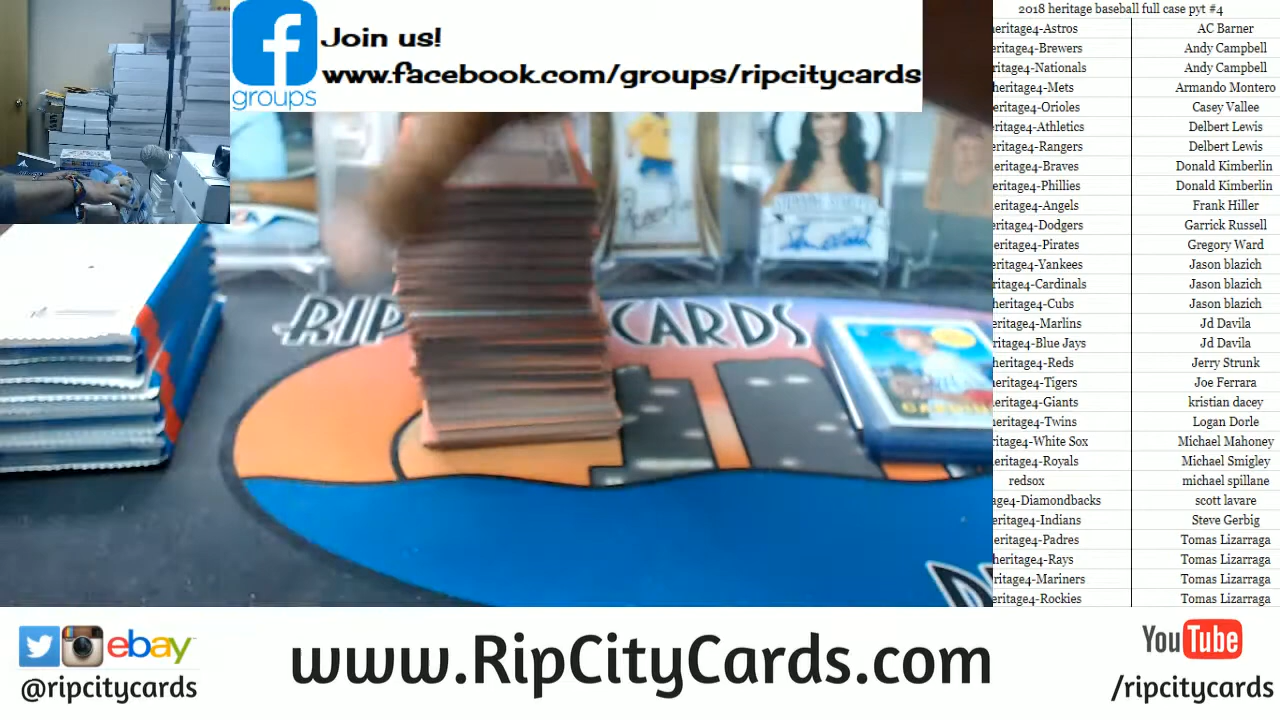 2018 heritage baseball full case pyt #4
Join us!
www.facebook.com/groups/ripcitycards
groups
eritage4-Astros AC Barner
eritage4-Brewers Andy Campbell
ritage4-Nationals Andy Campbell
heritage4-Mets Armando Montero
eritage4-Orioles Casey Vallee
ritage4-Athletics Delbert Lewis
eritage4-Rangers Delbert Lewis
eritage4-Braves Donald Kimberlin
eritage4-Phillies Donald Kimberlin
eritage4-Angels Frank Hiller
eritage4-Dodgers Garrick Russell
eritage4-Pirates Gregory Ward
eritage4-Yankees Jason blazich
ritage4-Cardinals Jason blazich
heritage4-Cubs Jason blazich
eritage4-Marlins Jd Davila
ritage4-Blue Jays Jd Davila
heritage4-Reds Jerry Strunk
eritage4-Tigers Joe Ferrara
eritage4-Giants kristian dacey
eritage4-Twins Logan Dorle
ritage4-White Sox Michael Mahoney
eritage4-Royals Michael Smigley
redsox michael spillane
age4-Diamondbacks scott lavare
eritage4-Indians Steve Gerbig
eritage4-Padres Tomas Lizarraga
heritage4-Rays Tomas Lizarraga
ritage4-Mariners Tomas Lizarraga
eritage4-Rockies Tomas Lizarraga
RIP CARDS
ebay
@ripcitycards
www.RipCityCards.com
YouTube
/ripcitycards